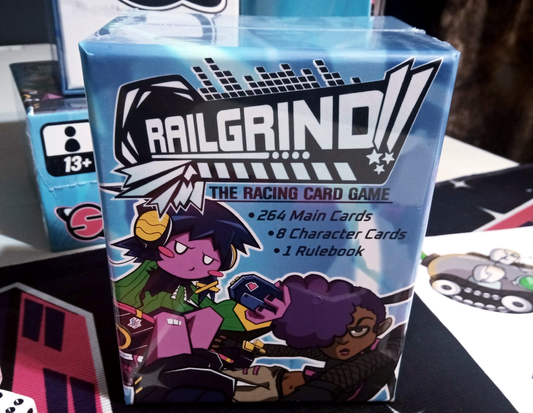 RAILGRIND!!
THE RACING CARD GAME
• 264 Main Cards
• 8 Character Cards
• 1 Rulebook
13+